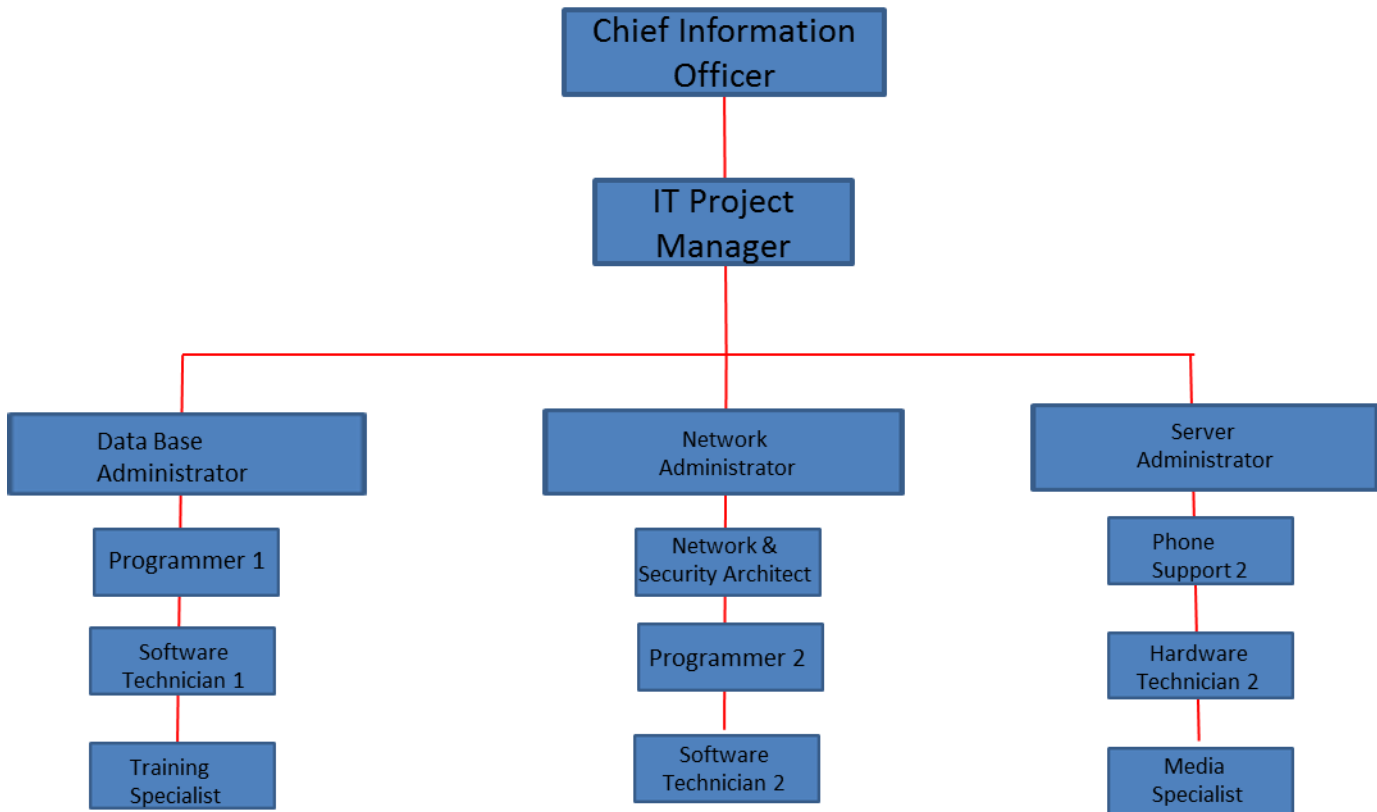 Chief Information
Officer
IT Project
Manager
Data Base
Administrator
Network
Administrator
Server
Administrator
Programmer 1
Network &
Security Architect
Phone
Support 2
Software
Technician 1
Programmer 2
Hardware
Technician 2
Training
Specialist
Software
Technician 2
Media
Specialist